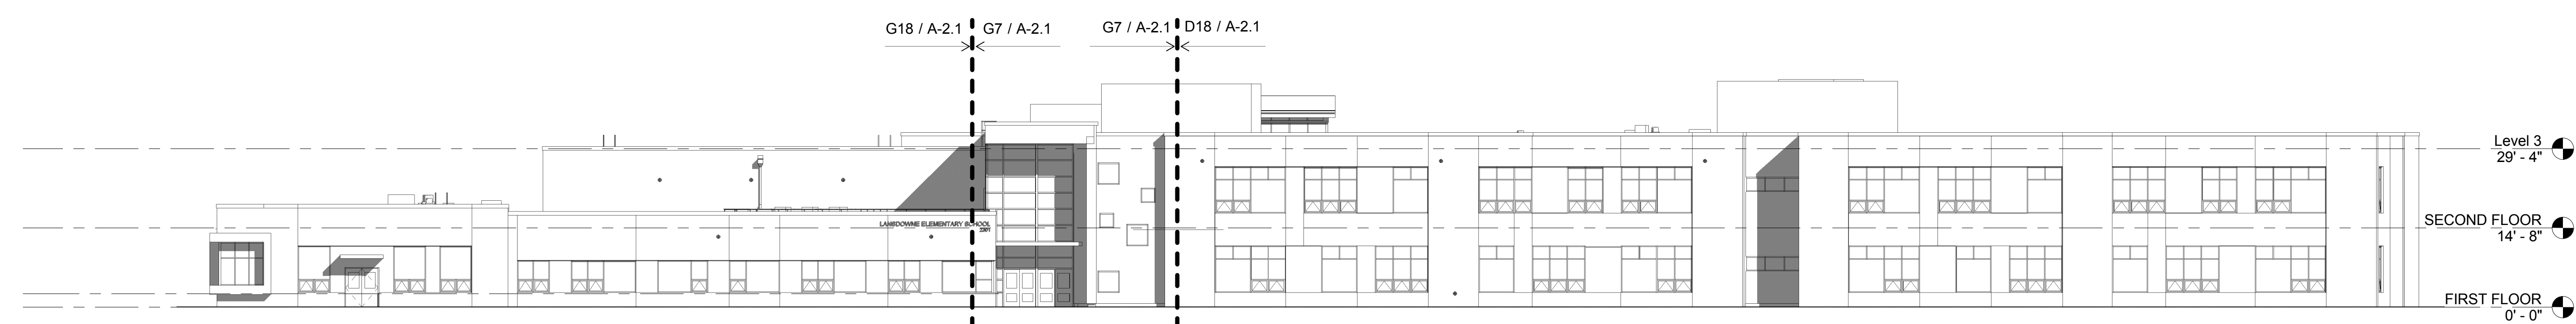 G18 / A-2.1
G7 / A-2.1
G7 / A-2.1
D18 / A-2.1
Level 3
29' - 4"
LANSDOWNE ELEMENTARY SCHOOL
2301
SECOND FLOOR
14' - 8"
FIRST FLOOR
0' - 0"